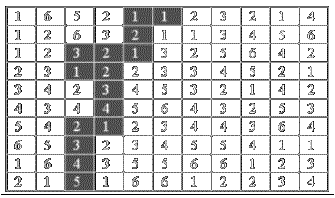 1 6 5 2 1 1 2 3 2 1 4
1 2 6 3 2 1 1 3 4 5 6
1 2 3 2 1 3 2 5 6 4 2
2 3 1 2 2 3 3 4 5 2 1
3 4 2 3 4 5 3 2 1 4 2
4 3 4 4 5 6 4 3 2 5 3
5 4 2 1 2 3 4 4 3 6 4
6 5 3 2 3 4 5 5 4 1 1
1 6 4 3 5 5 6 6 1 2 3
2 1 5 1 6 6 1 2 2 3 4